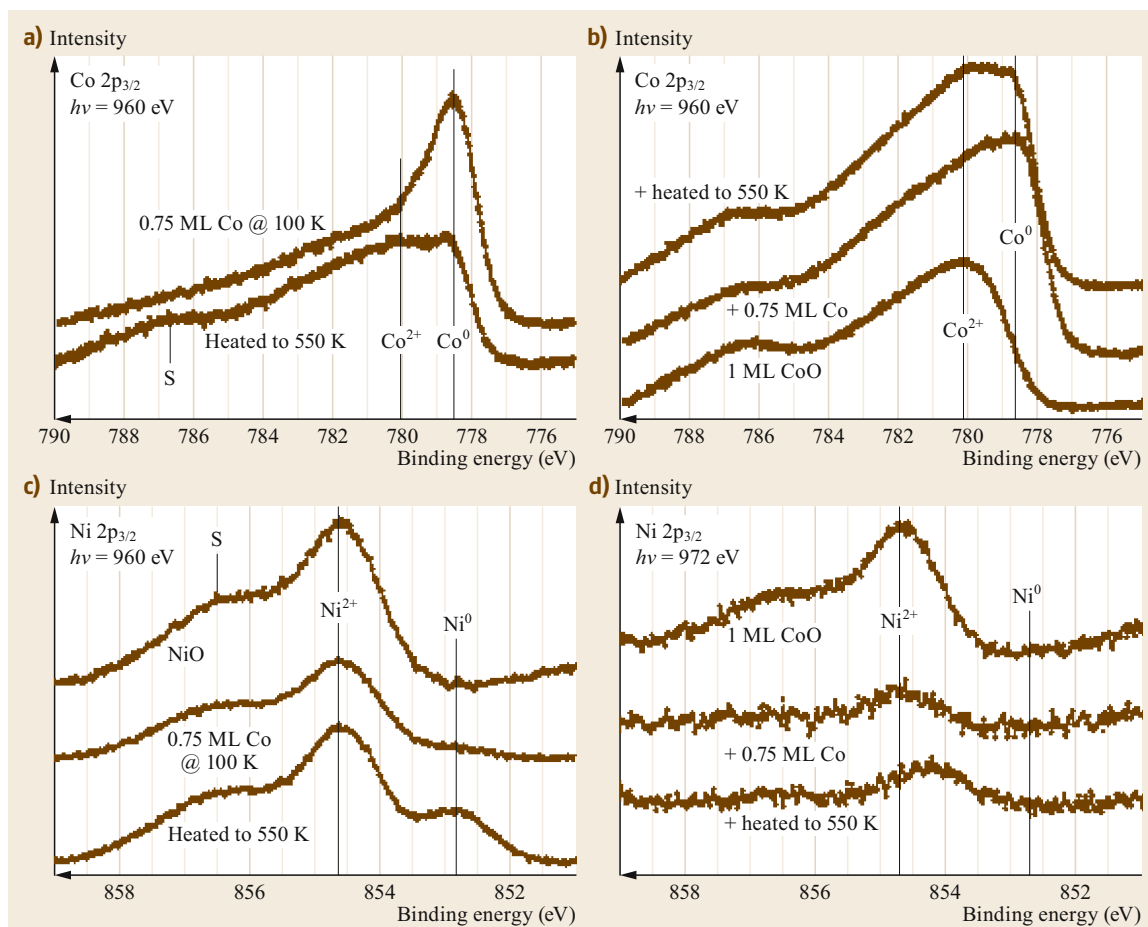 a) Intensity
Co 2p3/2
hν = 960 eV
0.75 ML Co @ 100 K
Heated to 550 K
Co2+
Co0
S
790 788 786 784 782 780 778 776
Binding energy (eV)
b) Intensity
Co 2p3/2
hν = 960 eV
+ heated to 550 K
Co0
+ 0.75 ML Co
Co2+
1 ML CoO
790 788 786 784 782 780 778 776
Binding energy (eV)
c) Intensity
Ni 2p3/2
hν = 960 eV
S
Ni2+
Ni0
NiO
0.75 ML Co
@ 100 K
Heated to 550 K
858 854 854 852
Binding energy (eV)
d) Intensity
Ni 2p3/2
hν = 972 eV
Ni0
1 ML CoO
Ni2+
+ 0.75 ML Co
+ heated to 550 K
858 854 854 852
Binding energy (eV)